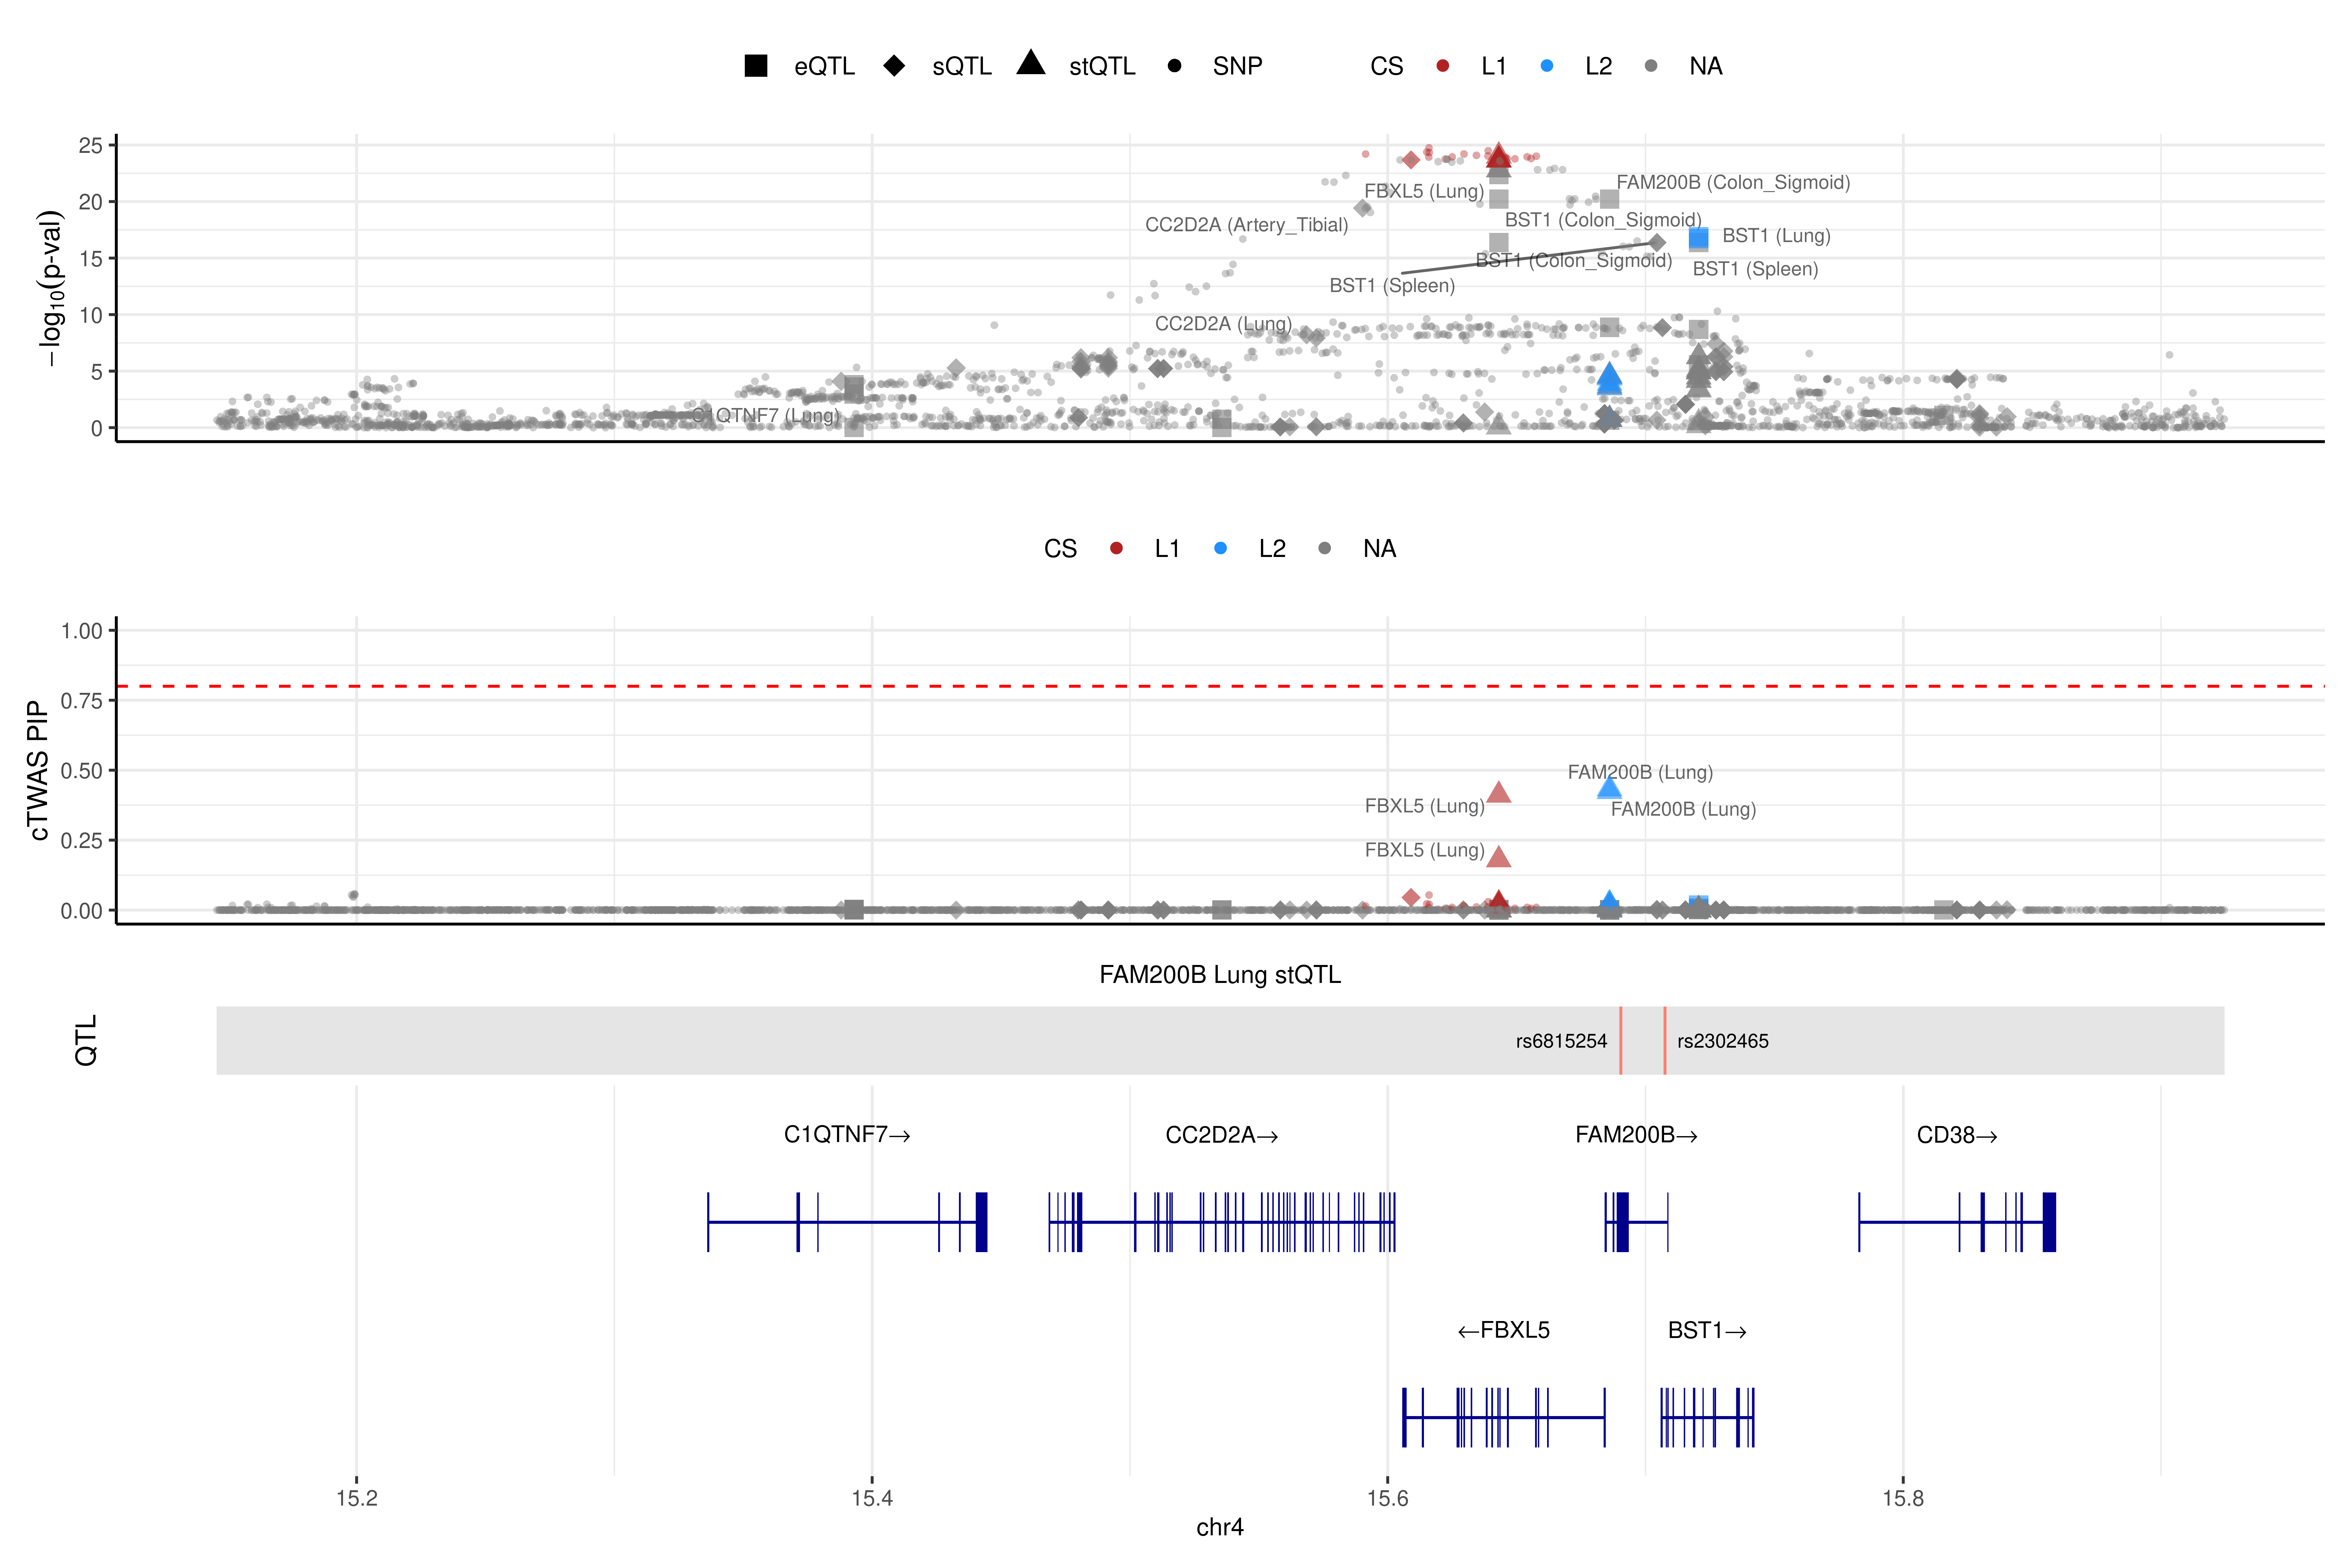 eQTL sQTL stQTL SNP CS L1 L2 NA
−log10(p-val)
25
20
15
10
5
0
FBXL5 (Lung)
FAM200B (Colon_Sigmoid)
CC2D2A (Artery_Tibial)
BST1 (Colon_Sigmoid)
BST1 (Lung)
BST1 (Colon_Sigmoid)
BST1 (Spleen)
BST1 (Spleen)
CC2D2A (Lung)
C1QTNF7 (Lung)
CS L1 L2 NA
cTWAS PIP
1.00
0.75
0.50
0.25
0.00
FAM200B (Lung)
FBXL5 (Lung)
FAM200B (Lung)
FBXL5 (Lung)
FAM200B Lung stQTL
QTL
rs6815254
rs2302465
C1QTNF7→
CC2D2A→
FAM200B→
CD38→
←FBXL5
BST1→
15.2
15.4
15.6
15.8
chr4